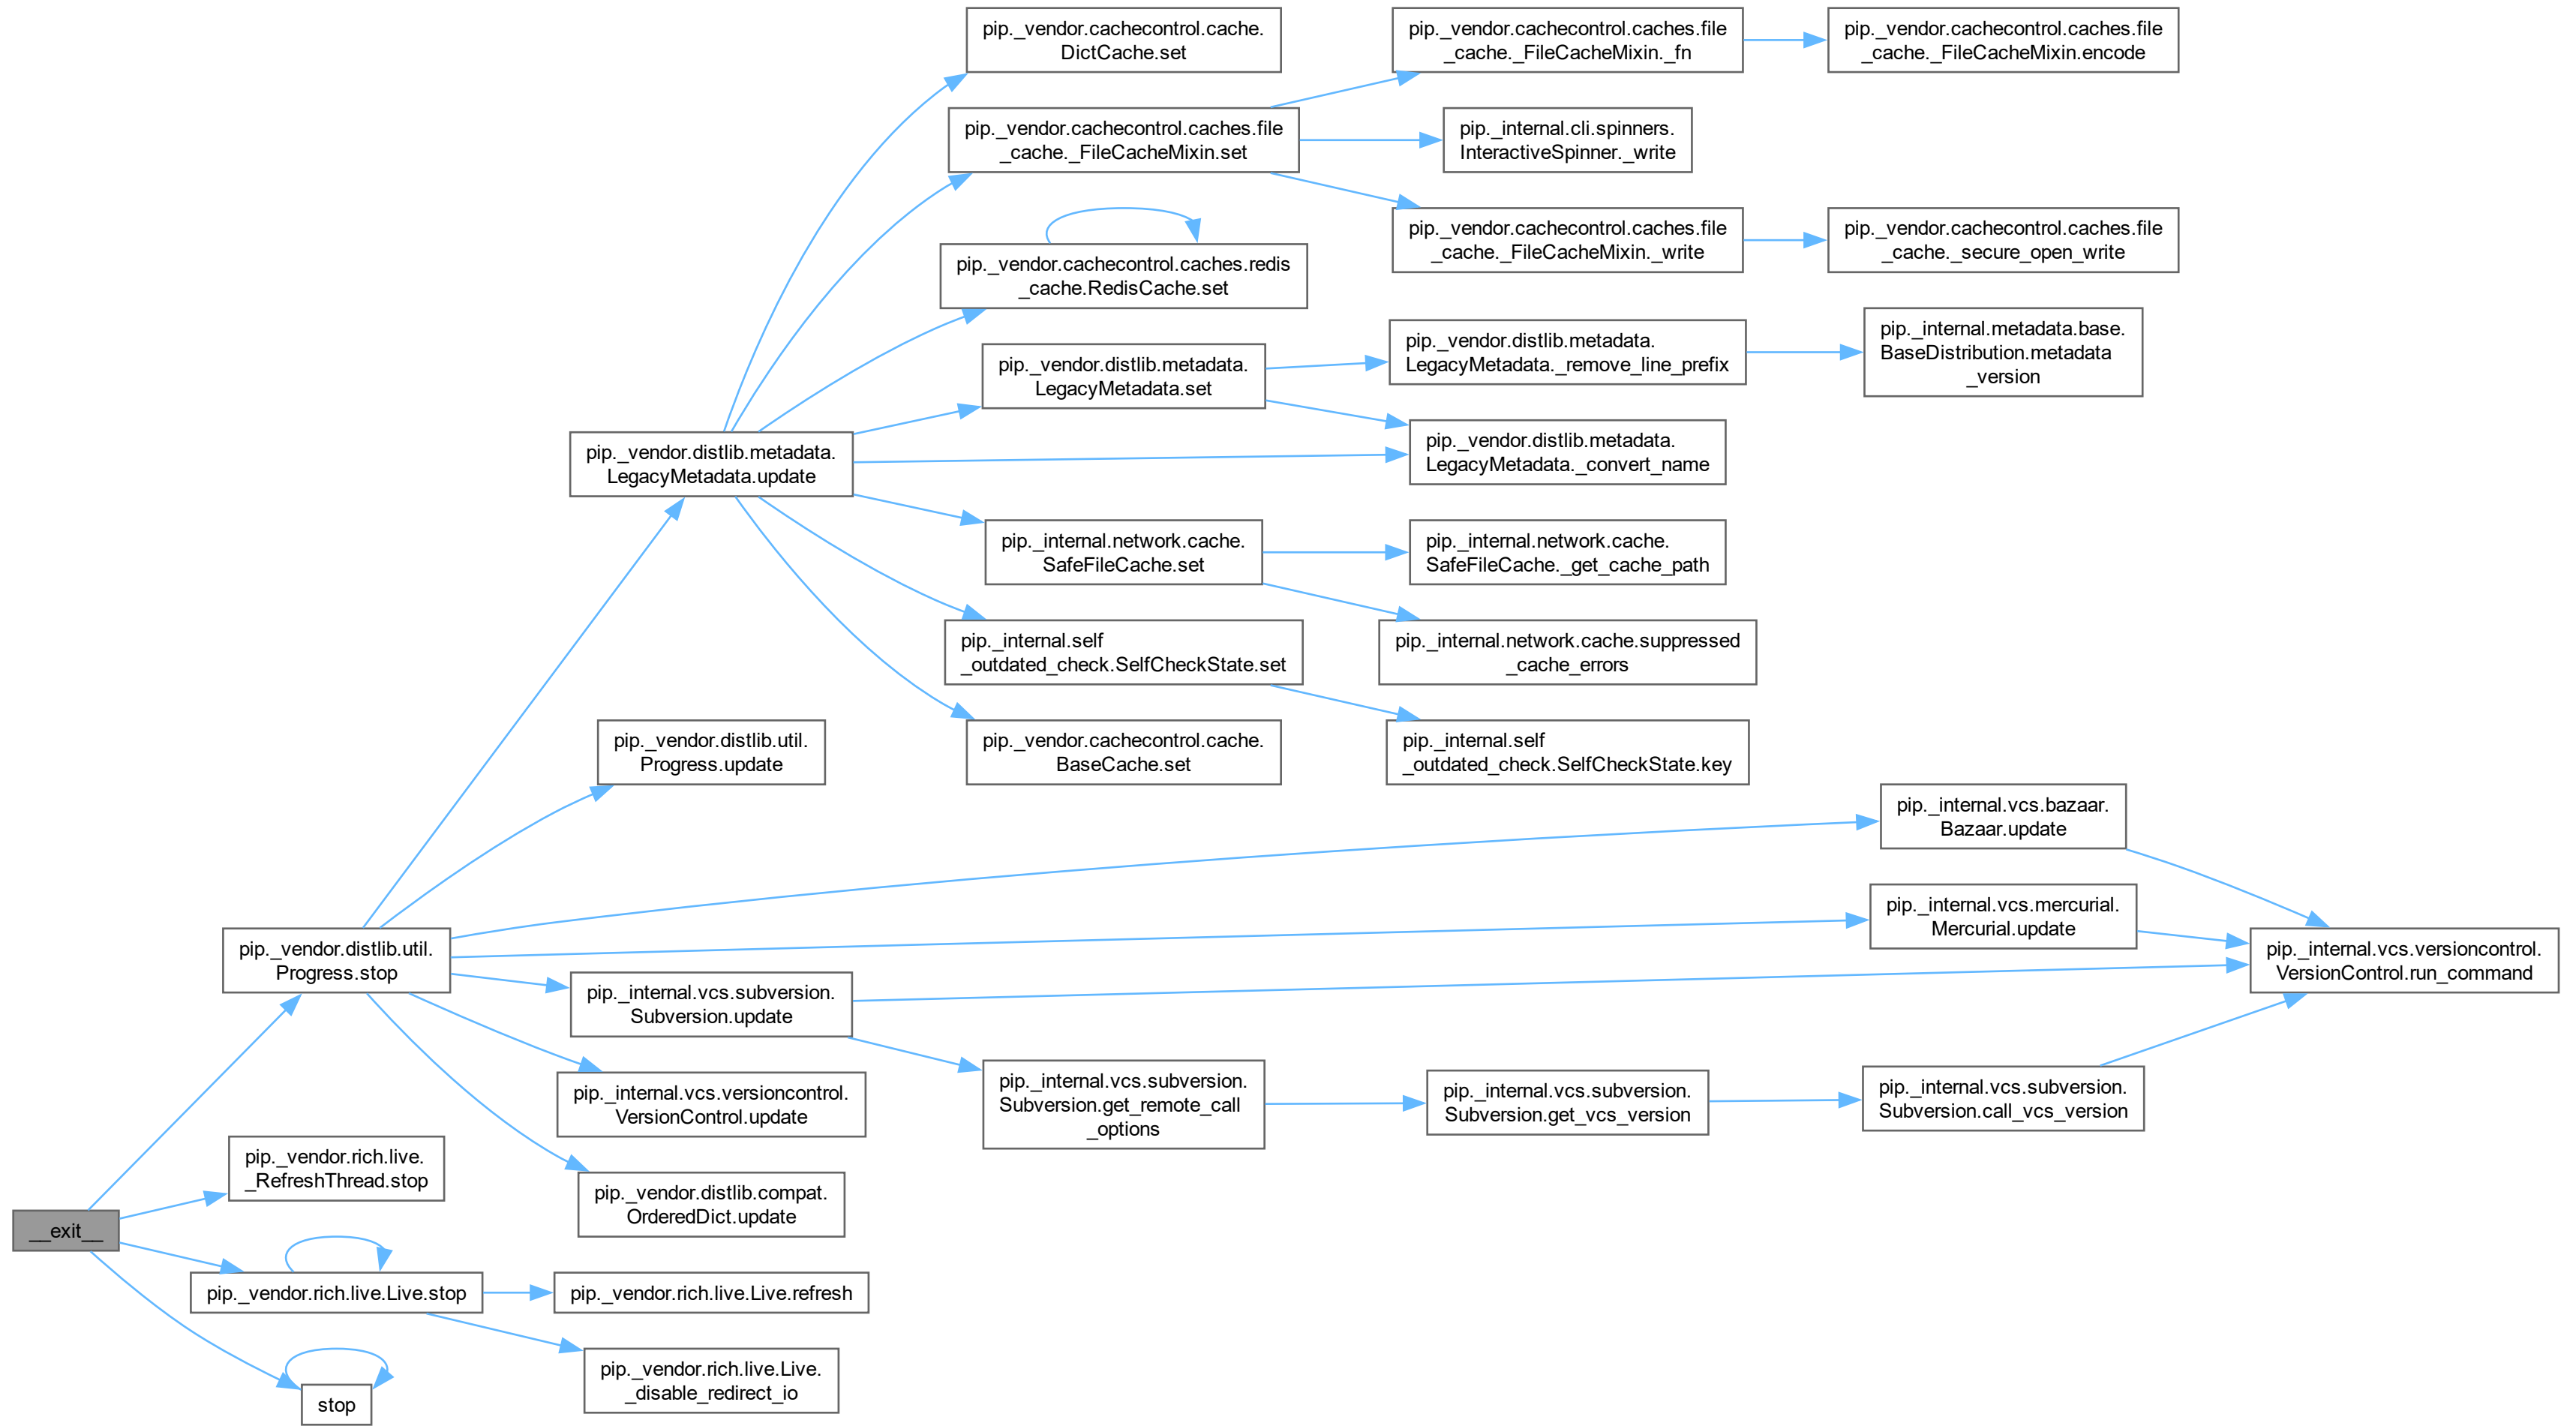 pip._vendor.cachecontrol.cache.
DictCache.set
pip._vendor.cachecontrol.caches.file
_cache._FileCacheMixin._fn
pip._vendor.cachecontrol.caches.file
_cache._FileCacheMixin.encode
pip._vendor.cachecontrol.caches.file
_cache._FileCacheMixin.set
pip._internal.cli.spinners.
InteractiveSpinner._write
pip._vendor.cachecontrol.caches.file
_cache._FileCacheMixin._write
pip._vendor.cachecontrol.caches.file
_cache._secure_open_write
pip._vendor.cachecontrol.caches.redis
_cache.RedisCache.set
pip._vendor.distlib.metadata.
LegacyMetadata.set
pip._vendor.distlib.metadata.
LegacyMetadata._remove_line_prefix
pip._internal.metadata.base.
BaseDistribution.metadata
_version
pip._vendor.distlib.metadata.
LegacyMetadata.update
pip._vendor.distlib.metadata.
LegacyMetadata._convert_name
pip._internal.network.cache.
SafeFileCache.set
pip._internal.network.cache.
SafeFileCache._get_cache_path
pip._internal.self
_outdated_check.SelfCheckState.set
pip._internal.network.cache.suppressed
_cache_errors
pip._vendor.distlib.util.
Progress.update
pip._vendor.cachecontrol.cache.
BaseCache.set
pip._internal.self
_outdated_check.SelfCheckState.key
pip._internal.vcs.bazaar.
Bazaar.update
pip._vendor.distlib.util.
Progress.stop
pip._internal.vcs.mercurial.
Mercurial.update
pip._internal.vcs.versioncontrol.
VersionControl.run_command
pip._internal.vcs.subversion.
Subversion.update
pip._internal.vcs.versioncontrol.
VersionControl.update
pip._internal.vcs.subversion.
Subversion.get_remote_call
_options
pip._internal.vcs.subversion.
Subversion.get_vcs_version
pip._internal.vcs.subversion.
Subversion.call_vcs_version
pip._vendor.rich.live.
_RefreshThread.stop
pip._vendor.distlib.compat.
OrderedDict.update
__exit__
pip._vendor.rich.live.Live.stop
pip._vendor.rich.live.Live.refresh
pip._vendor.rich.live.Live.
_disable_redirect_io
stop